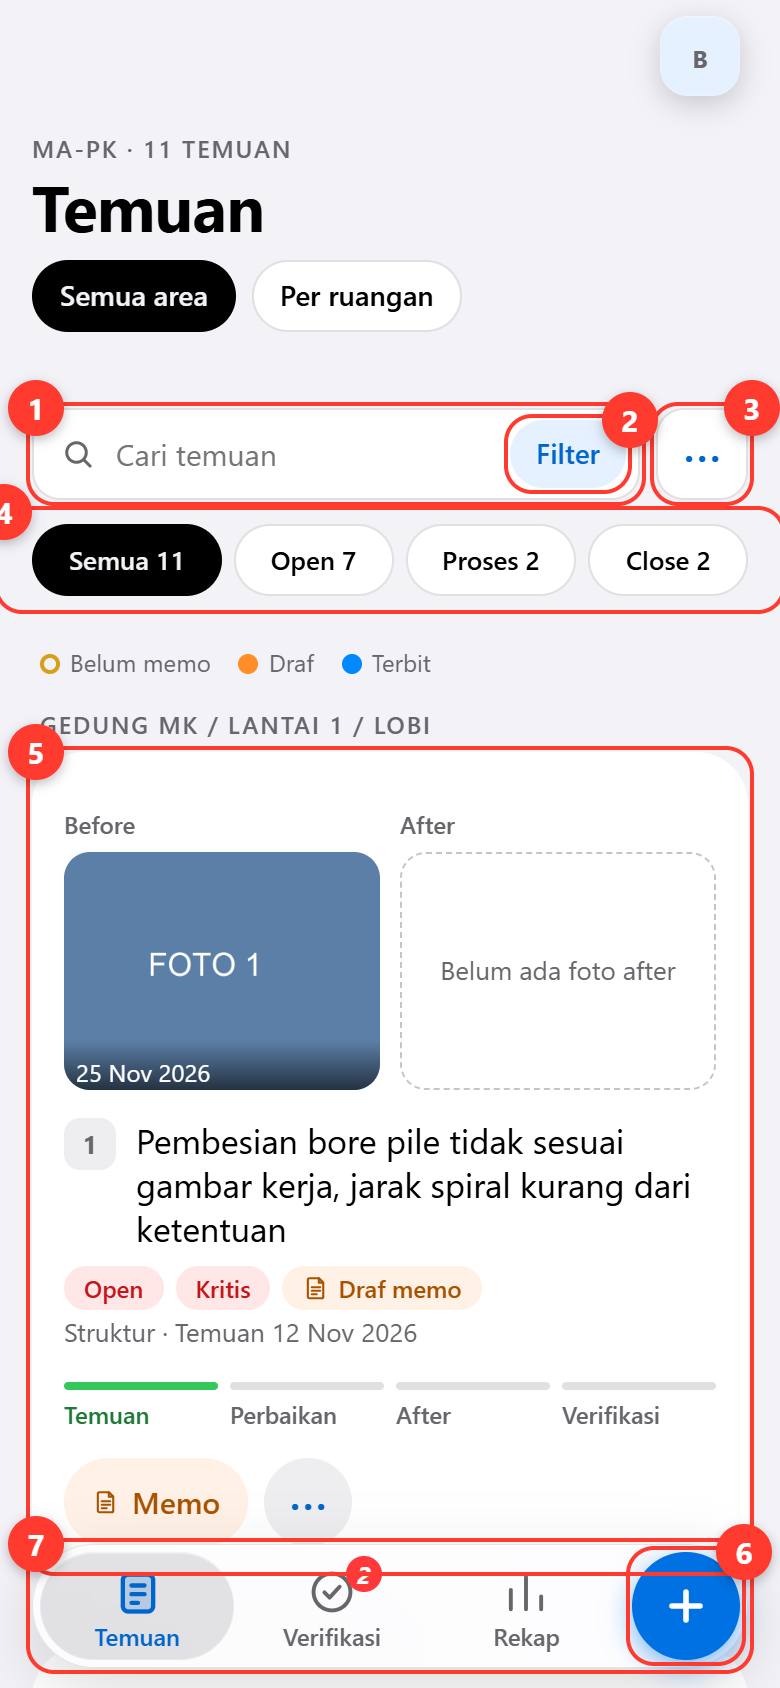 B
MA-PK · 11 TEMUAN
Temuan
Semua area
Per ruangan
1
2
3
Cari temuan
Filter
...
4
Semua 11
Open 7
Proses 2
Close 2
Belum memo
Draf
Terbit
GEDUNG MK / LANTAI 1 / LOBI
5
Before
After
FOTO 1
25 Nov 2026
Belum ada foto after
1
Pembesian bore pile tidak sesuai
gambar kerja, jarak spiral kurang dari
ketentuan
Open
Kritis
Draf memo
Struktur · Temuan 12 Nov 2026
Temuan
Perbaikan
After
Verifikasi
Memo
...
7
6
2
+
Temuan
Verifikasi
Rekap